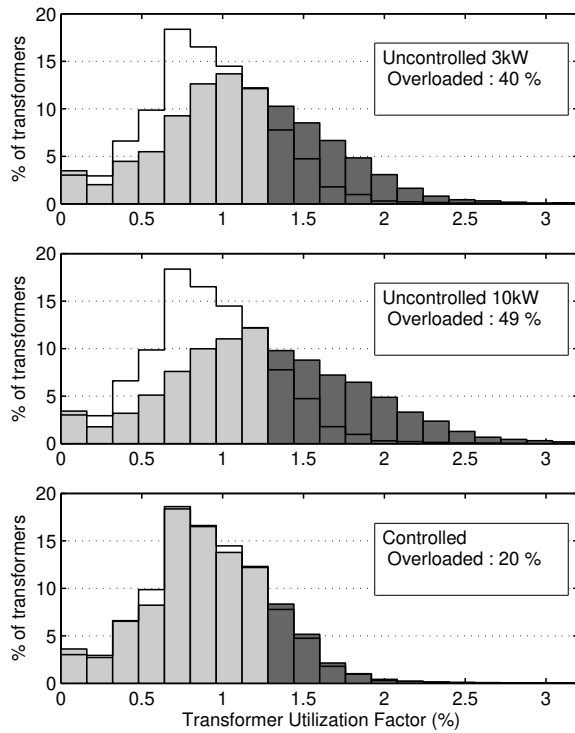 20
15
10
5
0
% of transformers
Uncontrolled 3kW
Overloaded : 40 %
0 0.5 1 1.5 2 2.5 3
20
15
10
5
0
% of transformers
Uncontrolled 10kW
Overloaded : 49 %
0 0.5 1 1.5 2 2.5 3
20
15
10
5
0
% of transformers
Controlled
Overloaded : 20 %
0 0.5 1 1.5 2 2.5 3
Transformer Utilization Factor (%)